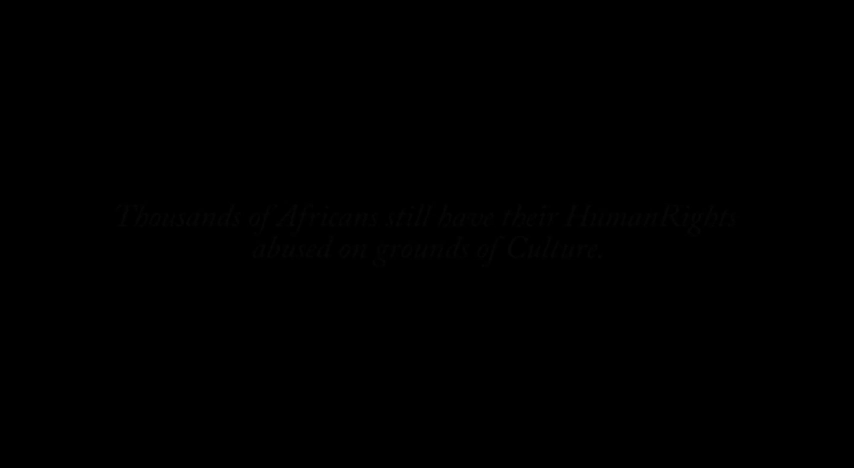 Thousands of Africans still have their HumanRights
abused on grounds of Culture.